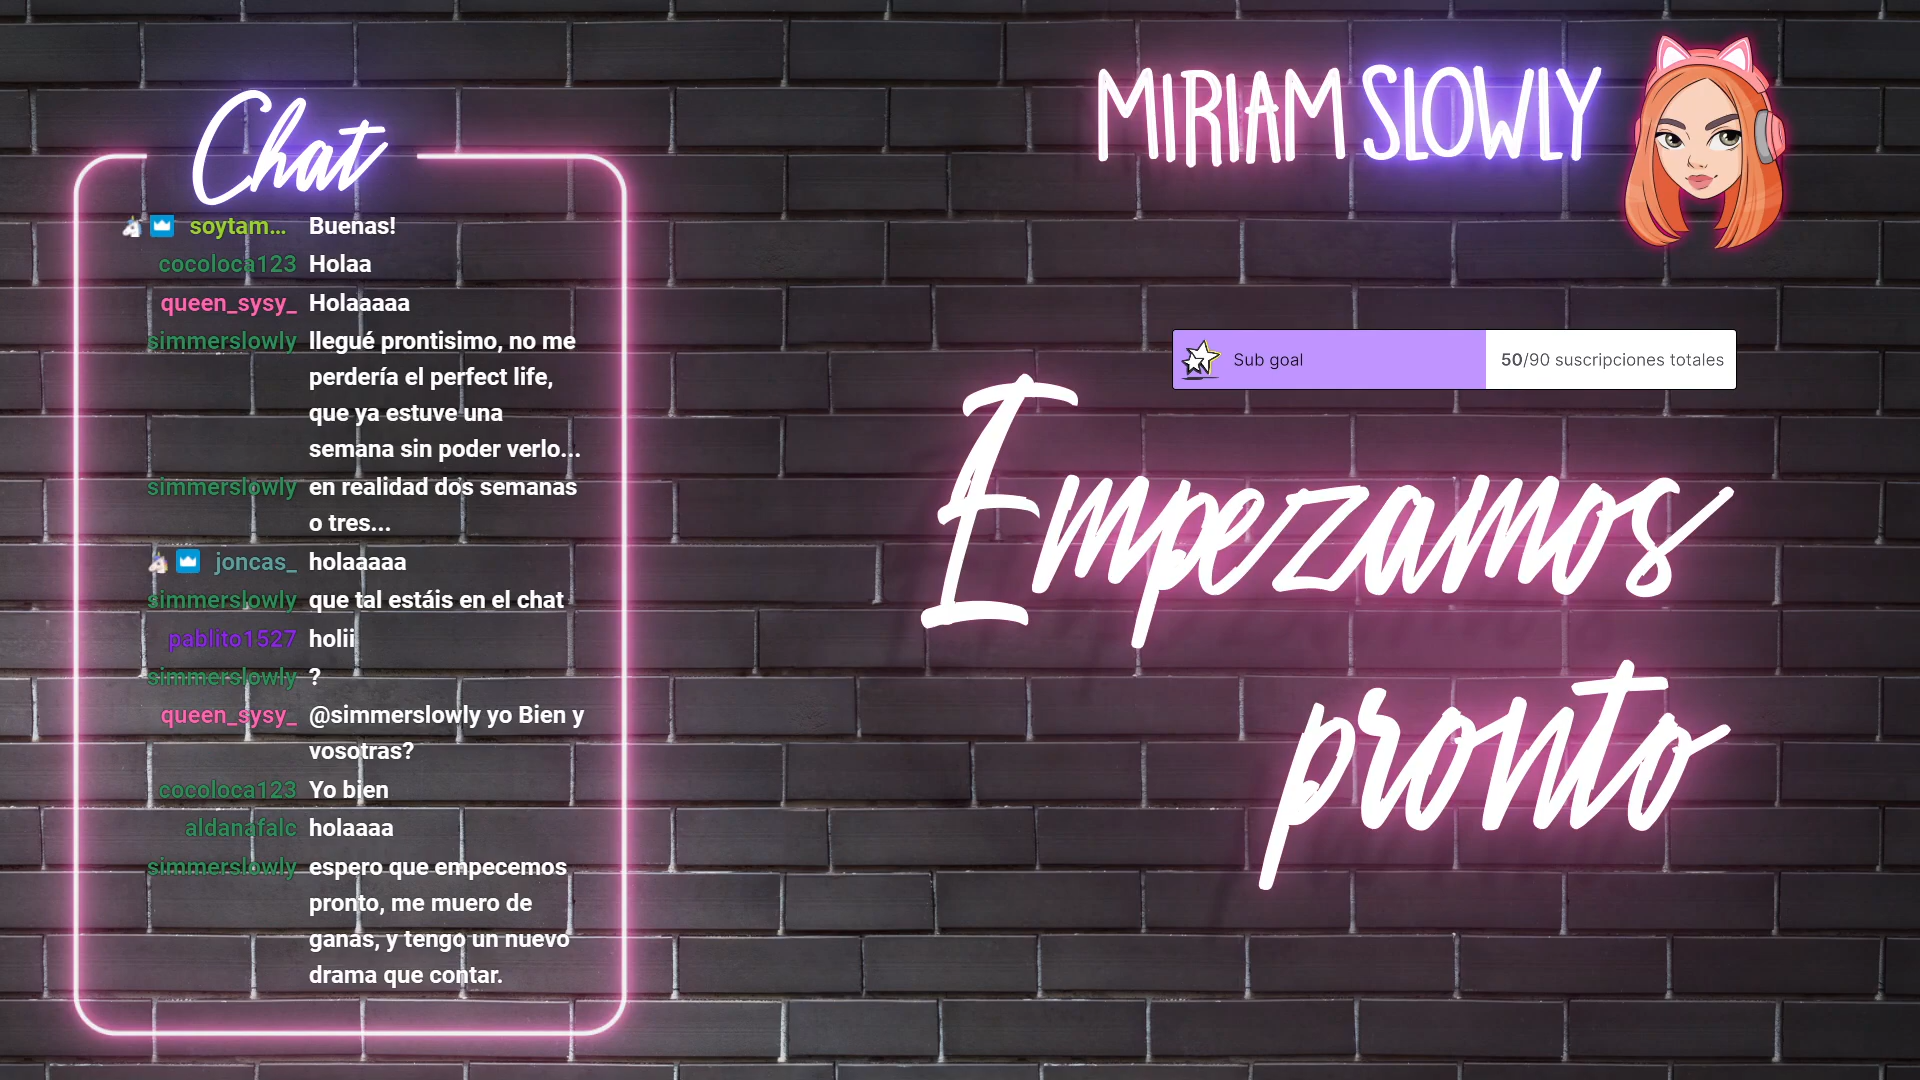 MIRIAM SLOWLY
Chat
soytam... Buenas!
cocoloca123 Holaa
queen_sysy_ Holaaaaa
simmerslowly llegué prontisimo, no me
perdería el perfect life,
que ya estuve una
semana sin poder verlo...
simmerslowly en realidad dos semanas
o tres...
joncas_ holaaaaa
simmerslowly que tal estáis en el chat
pablito1527 holii
simmerslowly ?
queen_sysy_ @simmerslowly yo Bien y
vosotras?
cocoloca123 Yo bien
aldanafalc holaaaa
simmerslowly espero que empecemos
pronto, me muero de
ganas, y tengo un nuevo
drama que contar.
Sub goal 50/90 suscripciones totales
Empezamos
pronto